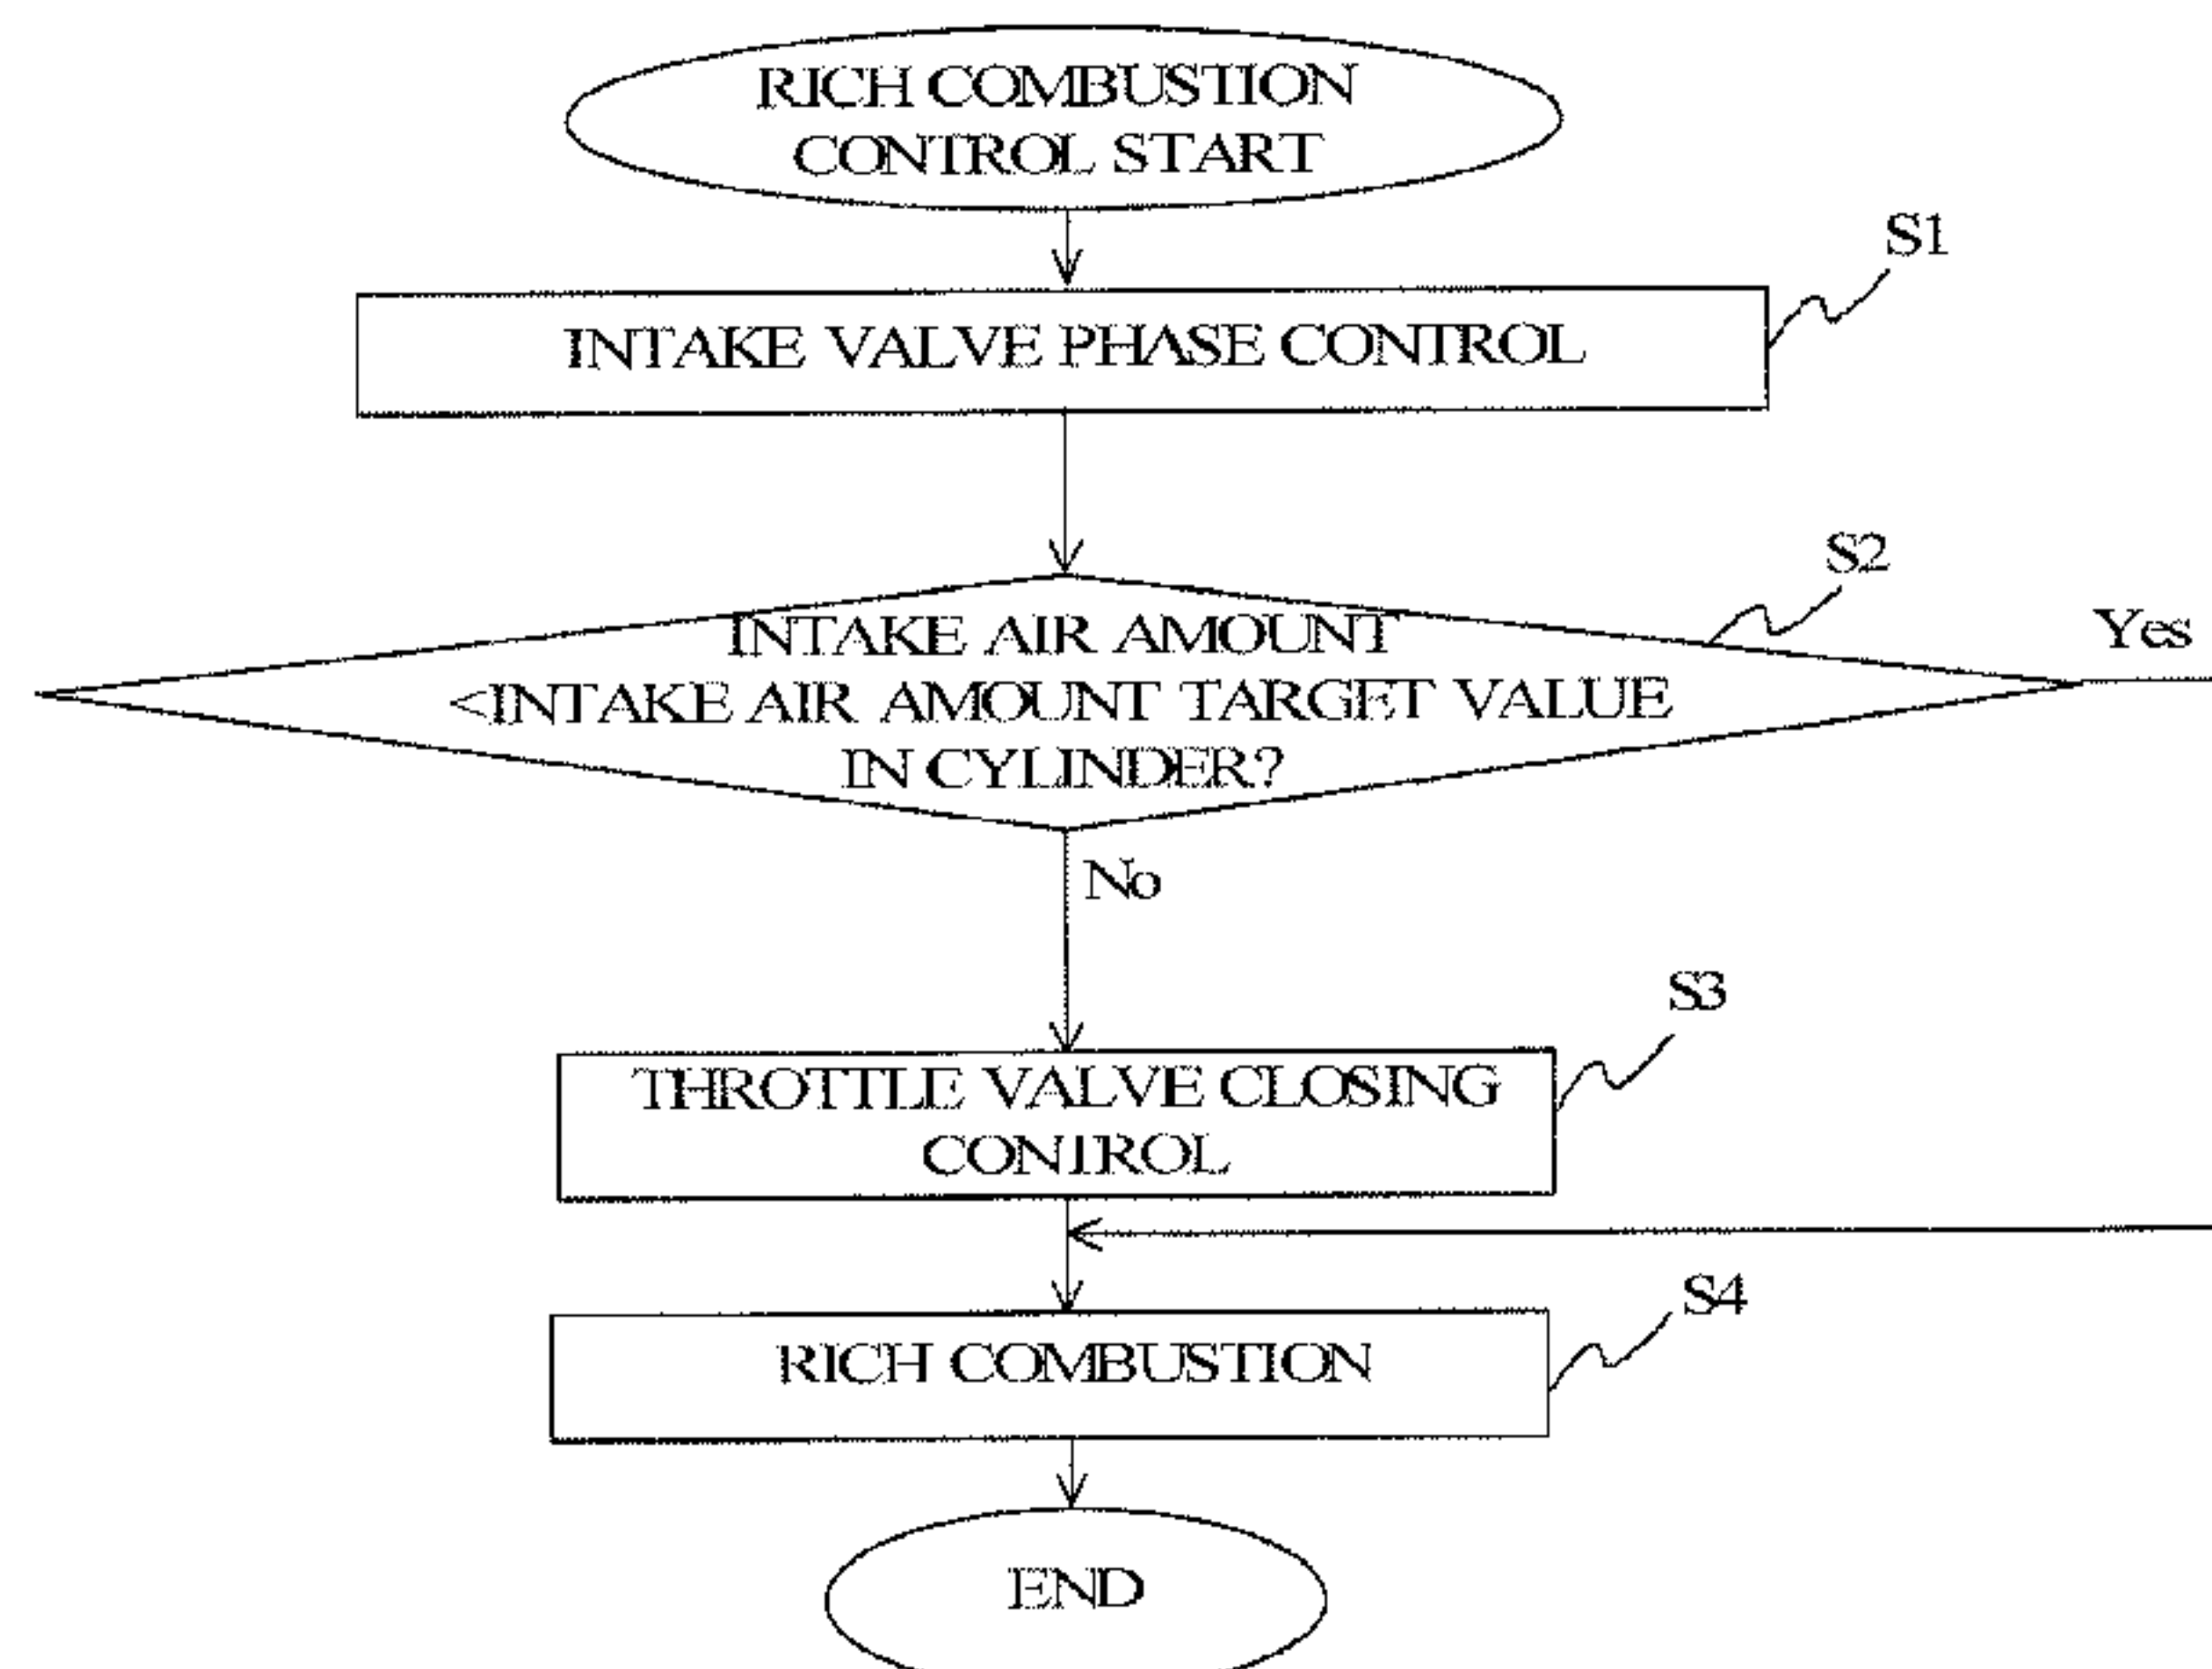 RICH COMBUSTION
CONTROL START
S1
INTAKE VALVE PHASE CONTROL
S2
Yes
INTAKE AIR AMOUNT
<INTAKE AIR AMOUNT TARGET VALUE
IN CYLINDER?
No
S3
THROTTLE VALVE CLOSING
CONTROL
S4
RICH COMBUSTION
END